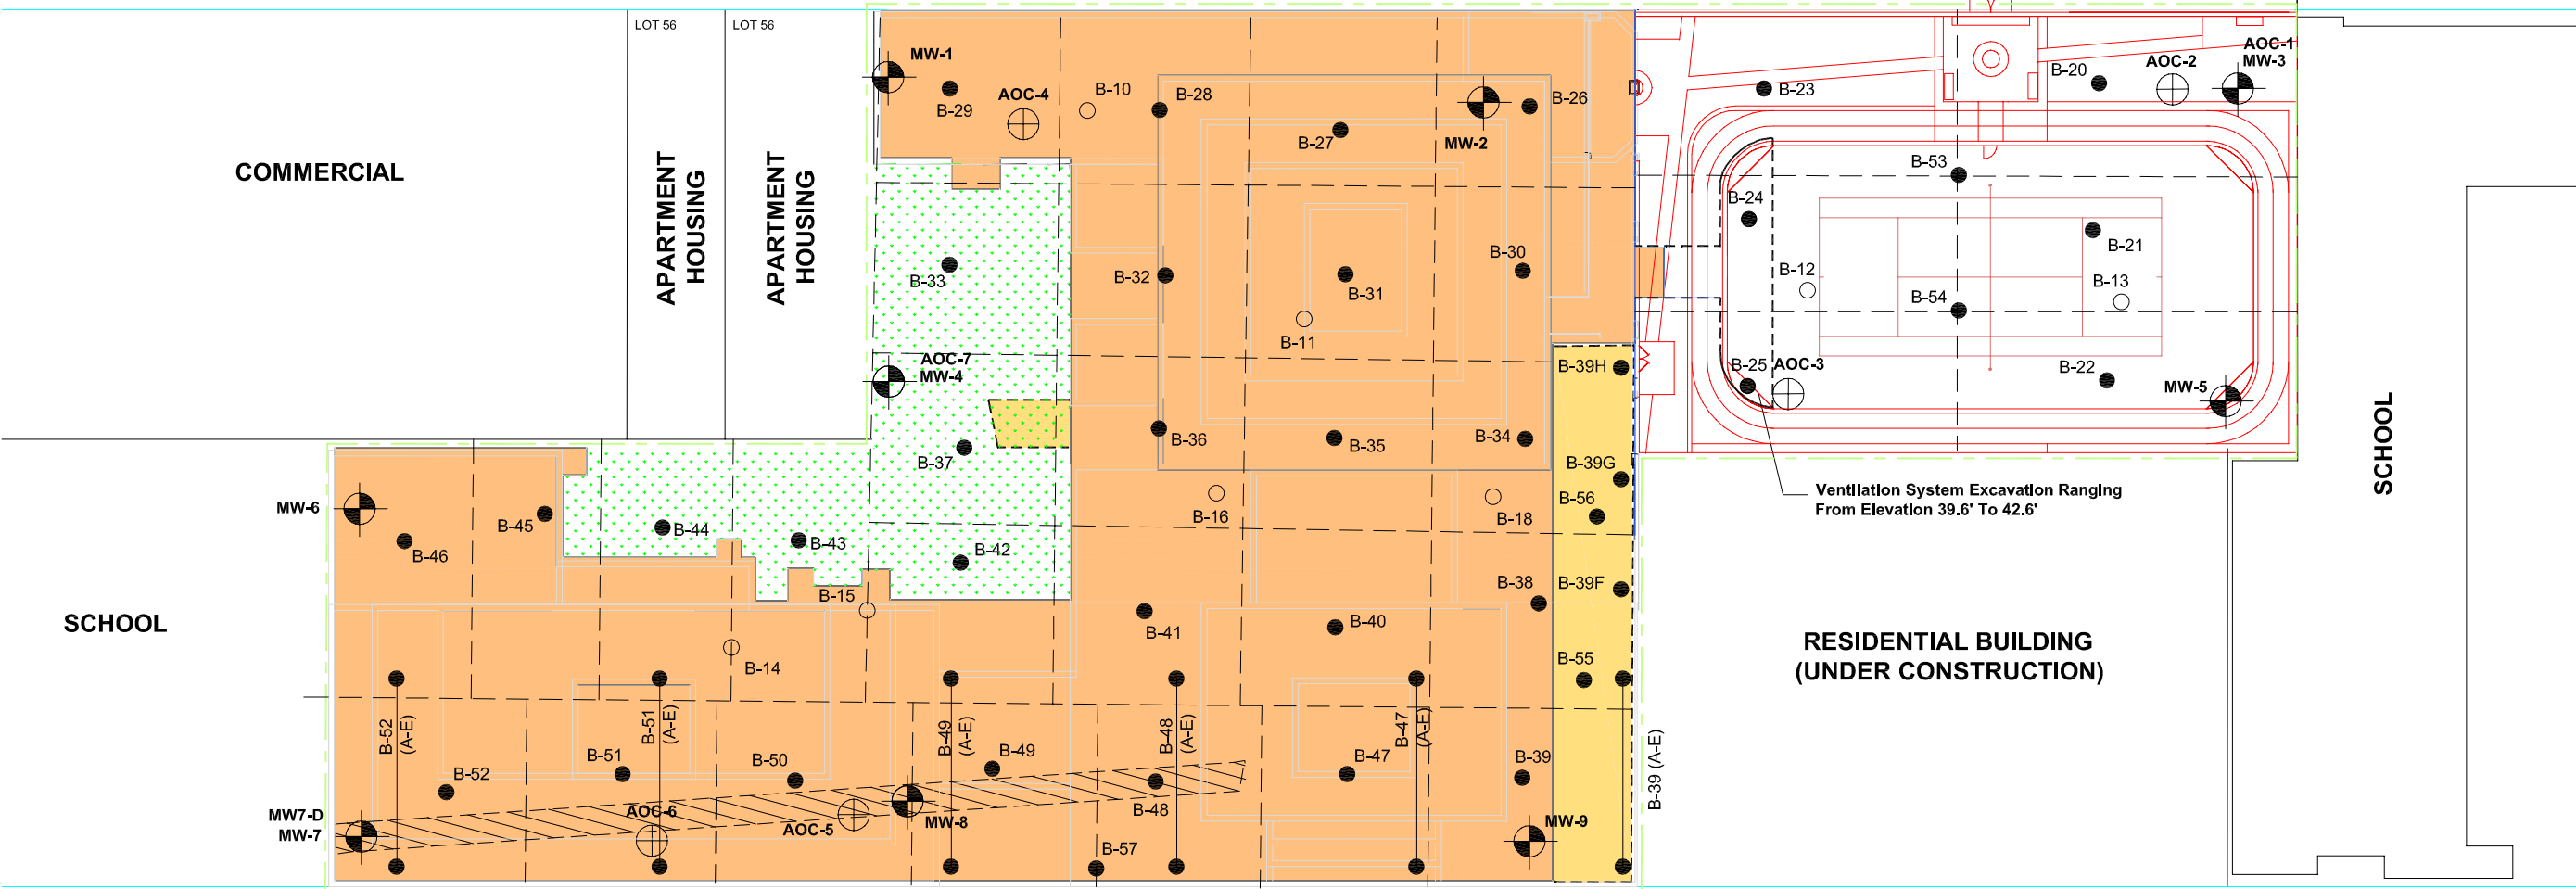 LOT 56
LOT 56
MW-1
B-29
AOC-4
B-10
B-28
B-27
MW-2
B-26
B-23
B-20
AOC-2
AOC-1
MW-3
COMMERCIAL
APARTMENT
HOUSING
APARTMENT
HOUSING
B-53
B-24
B-21
B-33
B-32
B-31
B-30
B-12
B-13
B-54
B-11
AOC-7
MW-4
B-39H
B-25
AOC-3
B-22
MW-5
SCHOOL
B-36
B-35
B-34
B-37
B-39G
B-56
Ventilation System Excavation Ranging
From Elevation 39.6' To 42.6'
MW-6
B-45
B-46
B-44
B-43
B-42
B-16
B-18
B-38
B-39F
B-15
B-41
B-40
SCHOOL
RESIDENTIAL BUILDING
(UNDER CONSTRUCTION)
B-14
B-55
B-52
(A-E)
B-51
(A-E)
B-49
(A-E)
B-48
(A-E)
B-47
(A-E)
B-39 (A-E)
B-52
B-51
B-50
B-49
B-48
B-47
B-39
MW7-D
MW-7
AOC-6
AOC-5
MW-8
B-57
MW-9